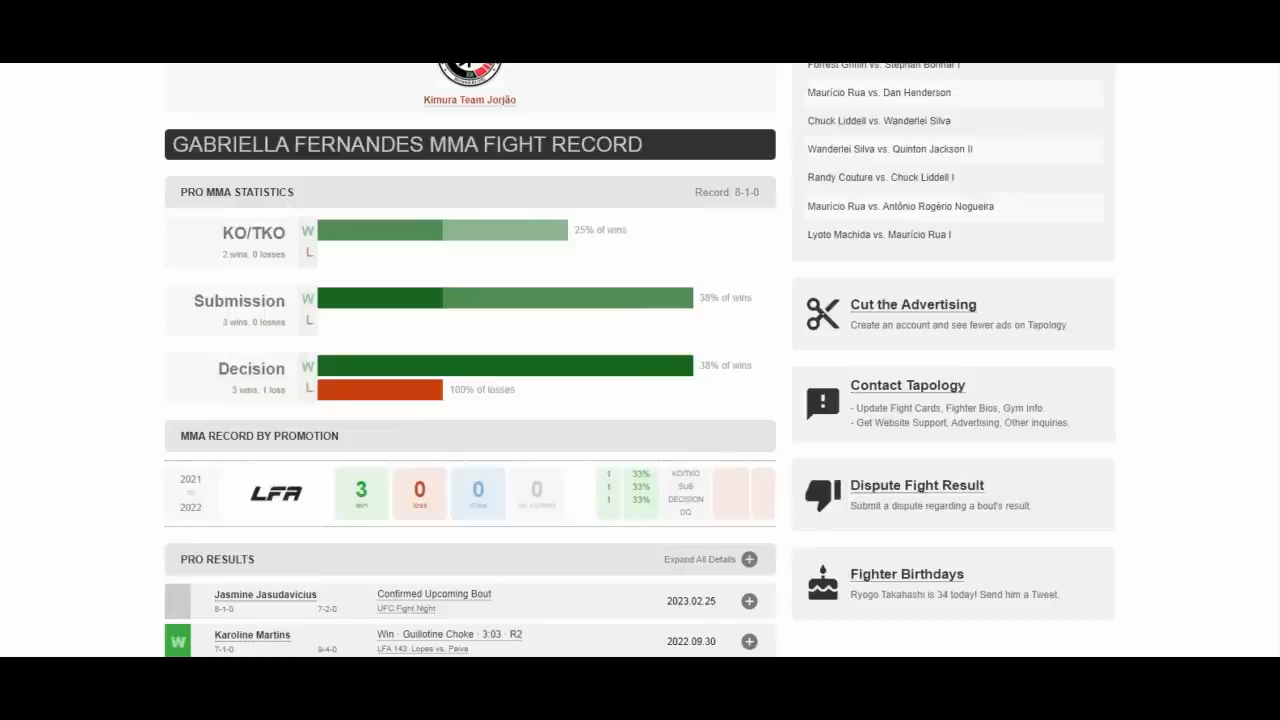 Kimura Team Jorjão
GABRIELLA FERNANDES MMA FIGHT RECORD
PRO MMA STATISTICS
Record: 8-1-0
KO/TKO
2 wins, 0 losses
W
L
25% of wins
Submission
3 wins, 0 losses
W
L
38% of wins
Decision
3 wins, 1 loss
W
L
38% of wins
100% of losses
MMA RECORD BY PROMOTION
2021
TO
2022
LFA
3
win
0
loss
0
draw
0
no contest
1 33% KO/TKO
1 33% SUB
1 33% DECISION
DQ
PRO RESULTS
Expand All Details
Jasmine Jasudavicius
8-1-0 7-2-0
Confirmed Upcoming Bout
UFC Fight Night
2023.02.25
W
Karoline Martins
7-1-0 9-4-0
Win · Guillotine Choke · 3:03 · R2
LFA 143: Lopes vs. Paiva
2022.09.30
Forrest Griffin vs. Stephan Bonnar I
Maurício Rua vs. Dan Henderson
Chuck Liddell vs. Wanderlei Silva
Wanderlei Silva vs. Quinton Jackson II
Randy Couture vs. Chuck Liddell I
Maurício Rua vs. Antônio Rogério Nogueira
Lyoto Machida vs. Maurício Rua I
Cut the Advertising
Create an account and see fewer ads on Tapology
Contact Tapology
- Update Fight Cards, Fighter Bios, Gym Info.
- Get Website Support, Advertising, Other inquiries.
Dispute Fight Result
Submit a dispute regarding a bout's result.
Fighter Birthdays
Ryogo Takahashi is 34 today! Send him a Tweet.